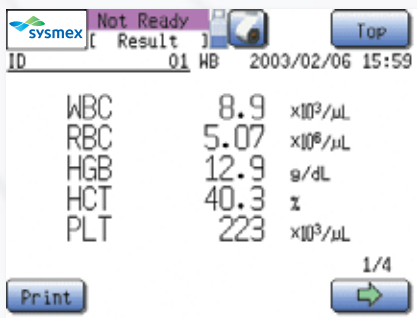 sysmex
Not Ready
[ Result ]
Top
ID 01 WB 2003/02/06 15:59
WBC 8.9 x10³/µL
RBC 5.07 x10⁶/µL
HGB 12.9 g/dL
HCT 40.3 %
PLT 223 x10³/µL
1/4
Print